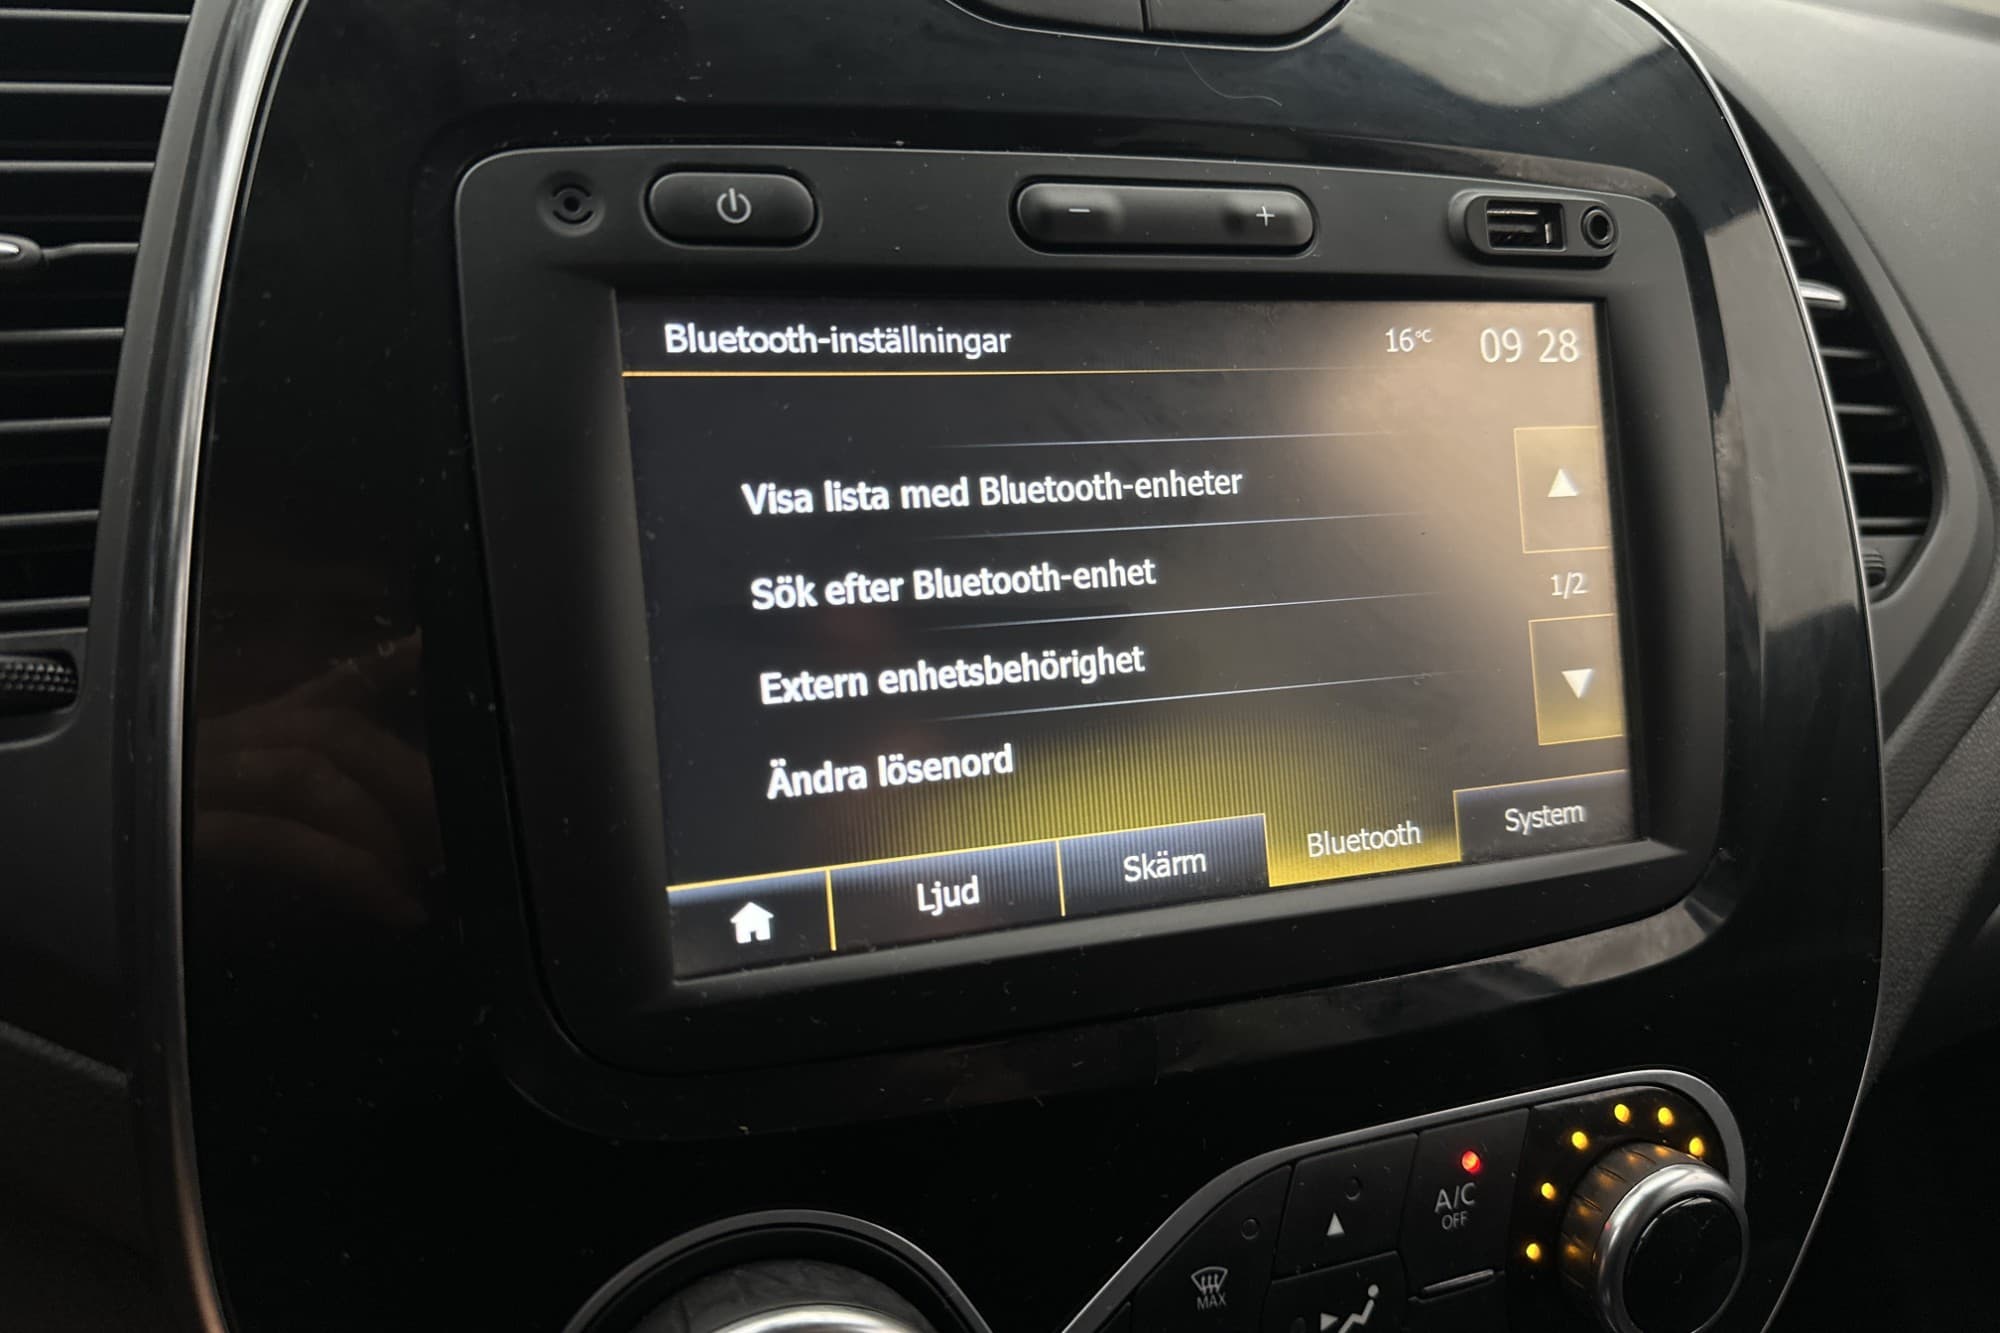 Bluetooth-inställningar 16°C 09 28
Visa lista med Bluetooth-enheter
Sök efter Bluetooth-enhet
1/2
Extern enhetsbehörighet
Ändra lösenord
Ljud Skärm Bluetooth System
A/C
OFF
MAX